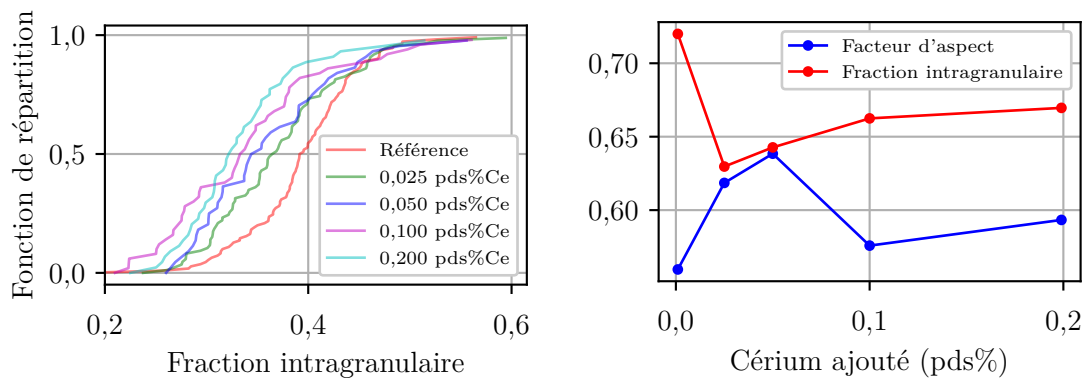 Fonction de répartition
1,0
0,5
0,0
0,2
0,4
0,6
Fraction intragranulaire
Référence
0,025 pds%Ce
0,050 pds%Ce
0,100 pds%Ce
0,200 pds%Ce
0,70
0,65
0,60
0,0
0,1
0,2
Cérium ajouté (pds%)
Facteur d'aspect
Fraction intragranulaire